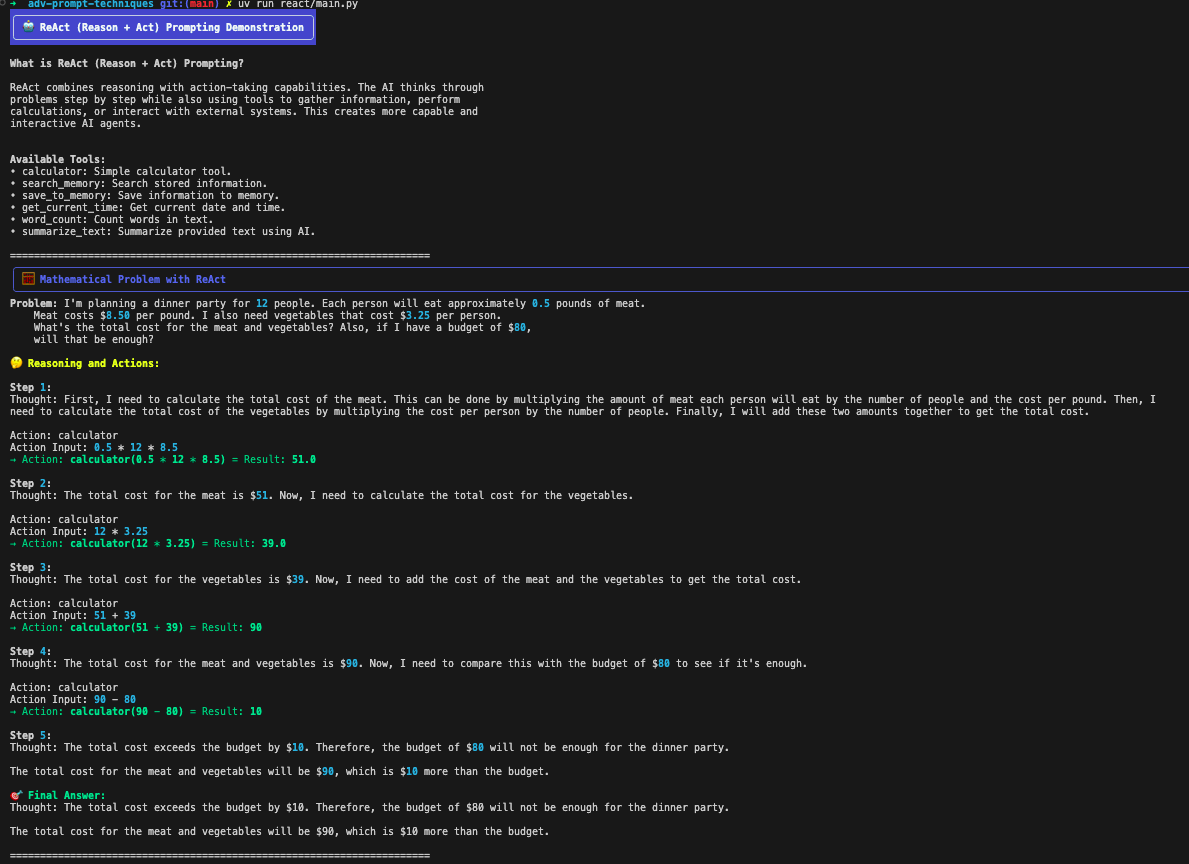 → adv-prompt-techniques git:(main) ✗ uv run react/main.py
🤖 ReAct (Reason + Act) Prompting Demonstration
What is ReAct (Reason + Act) Prompting?
ReAct combines reasoning with action-taking capabilities. The AI thinks through
problems step by step while also using tools to gather information, perform
calculations, or interact with external systems. This creates more capable and
interactive AI agents.
Available Tools:
• calculator: Simple calculator tool.
• search_memory: Search stored information.
• save_to_memory: Save information to memory.
• get_current_time: Get current date and time.
• word_count: Count words in text.
• summarize_text: Summarize provided text using AI.
======================================================================
🧮 Mathematical Problem with ReAct
Problem: I'm planning a dinner party for 12 people. Each person will eat approximately 0.5 pounds of meat.
Meat costs $8.50 per pound. I also need vegetables that cost $3.25 per person.
What's the total cost for the meat and vegetables? Also, if I have a budget of $80,
will that be enough?
🤔 Reasoning and Actions:
Step 1:
Thought: First, I need to calculate the total cost of the meat. This can be done by multiplying the amount of meat each person will eat by the number of people and the cost per pound. Then, I
need to calculate the total cost of the vegetables by multiplying the cost per person by the number of people. Finally, I will add these two amounts together to get the total cost.
Action: calculator
Action Input: 0.5 * 12 * 8.5
→ Action: calculator(0.5 * 12 * 8.5) = Result: 51.0
Step 2:
Thought: The total cost for the meat is $51. Now, I need to calculate the total cost for the vegetables.
Action: calculator
Action Input: 12 * 3.25
→ Action: calculator(12 * 3.25) = Result: 39.0
Step 3:
Thought: The total cost for the vegetables is $39. Now, I need to add the cost of the meat and the vegetables to get the total cost.
Action: calculator
Action Input: 51 + 39
→ Action: calculator(51 + 39) = Result: 90
Step 4:
Thought: The total cost for the meat and vegetables is $90. Now, I need to compare this with the budget of $80 to see if it's enough.
Action: calculator
Action Input: 90 - 80
→ Action: calculator(90 - 80) = Result: 10
Step 5:
Thought: The total cost exceeds the budget by $10. Therefore, the budget of $80 will not be enough for the dinner party.
The total cost for the meat and vegetables will be $90, which is $10 more than the budget.
🎯 Final Answer:
Thought: The total cost exceeds the budget by $10. Therefore, the budget of $80 will not be enough for the dinner party.
The total cost for the meat and vegetables will be $90, which is $10 more than the budget.
======================================================================